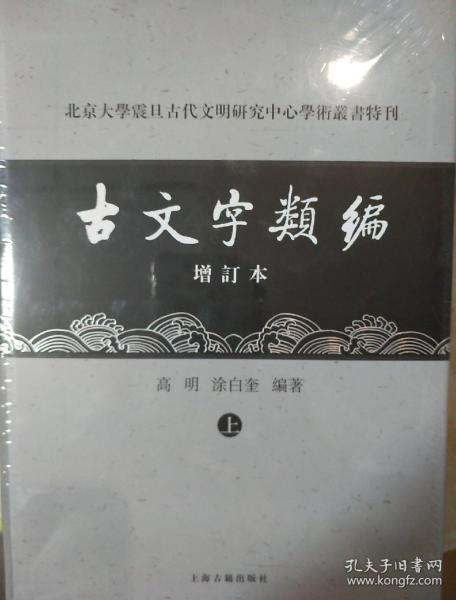 北京大學震旦古代文明研究中心學術叢書特刊
古文字類編
增訂本
高明 涂白奎 編著
上
上海古籍出版社
孔夫子旧书网
www.kongfz.com